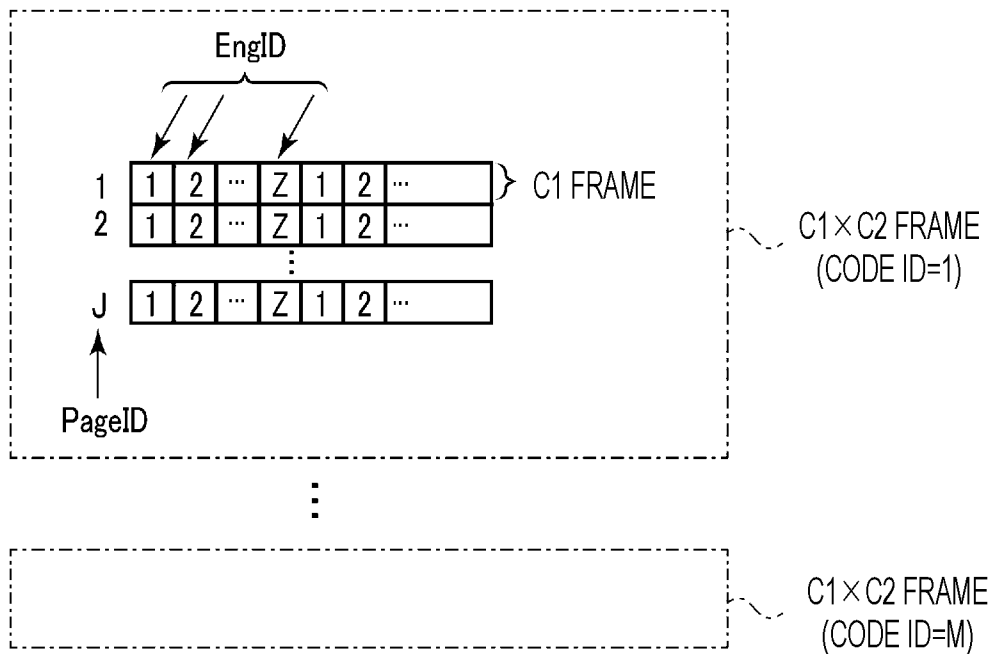 EngID
1 1 2 … Z 1 2 … C1 FRAME
2 1 2 … Z 1 2 …
⋮
J 1 2 … Z 1 2 …
PageID
C1×C2 FRAME
(CODE ID=1)
⋮
C1×C2 FRAME
(CODE ID=M)